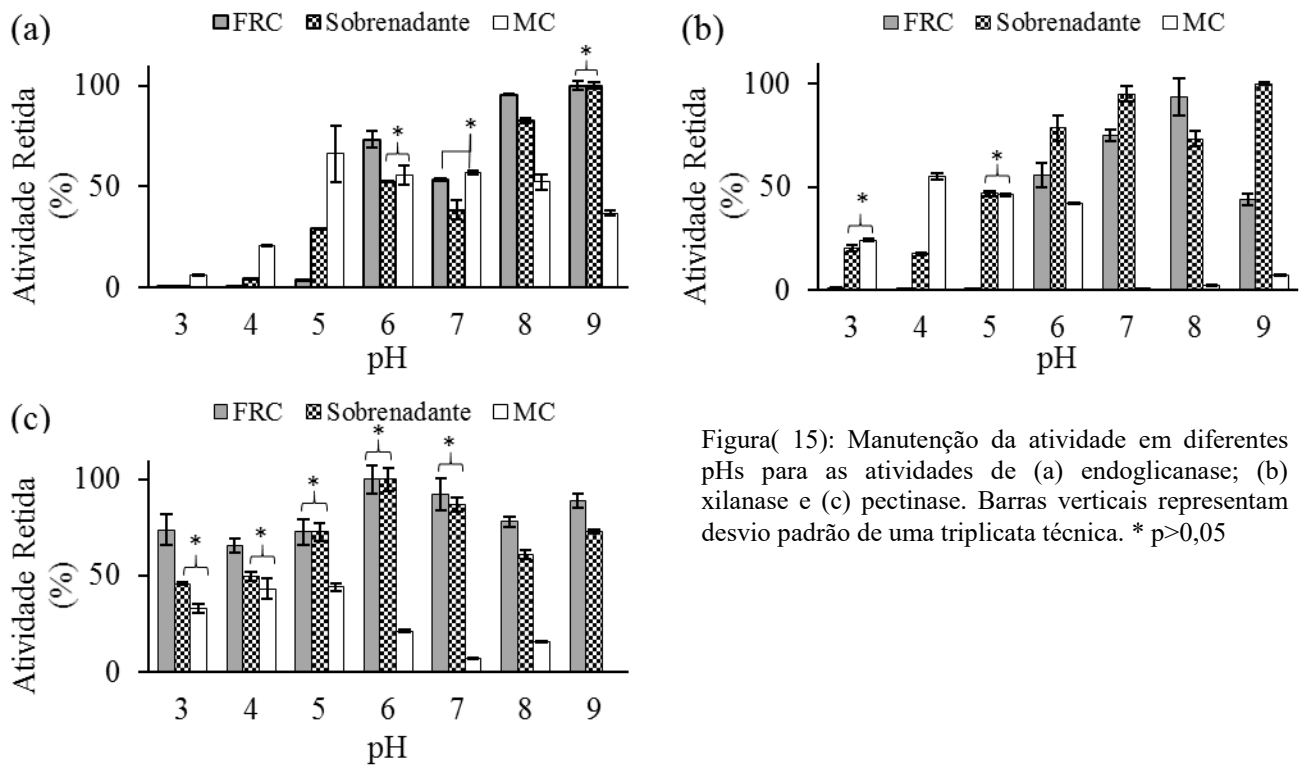 (a)
FRC Sobrenadante MC
Atividade Retida
(%)
100
50
0
* * *
3 4 5 6 7 8 9
pH
(b)
FRC Sobrenadante MC
Atividade Retida
(%)
100
50
0
* *
3 4 5 6 7 8 9
pH
(c)
FRC Sobrenadante MC
Atividade Retida
(%)
100
50
0
* * * * *
3 4 5 6 7 8 9
pH
Figura( 15): Manutenção da atividade em diferentes
pHs para as atividades de (a) endoglicanase; (b)
xilanase e (c) pectinase. Barras verticais representam
desvio padrão de uma triplicata técnica. * p>0,05